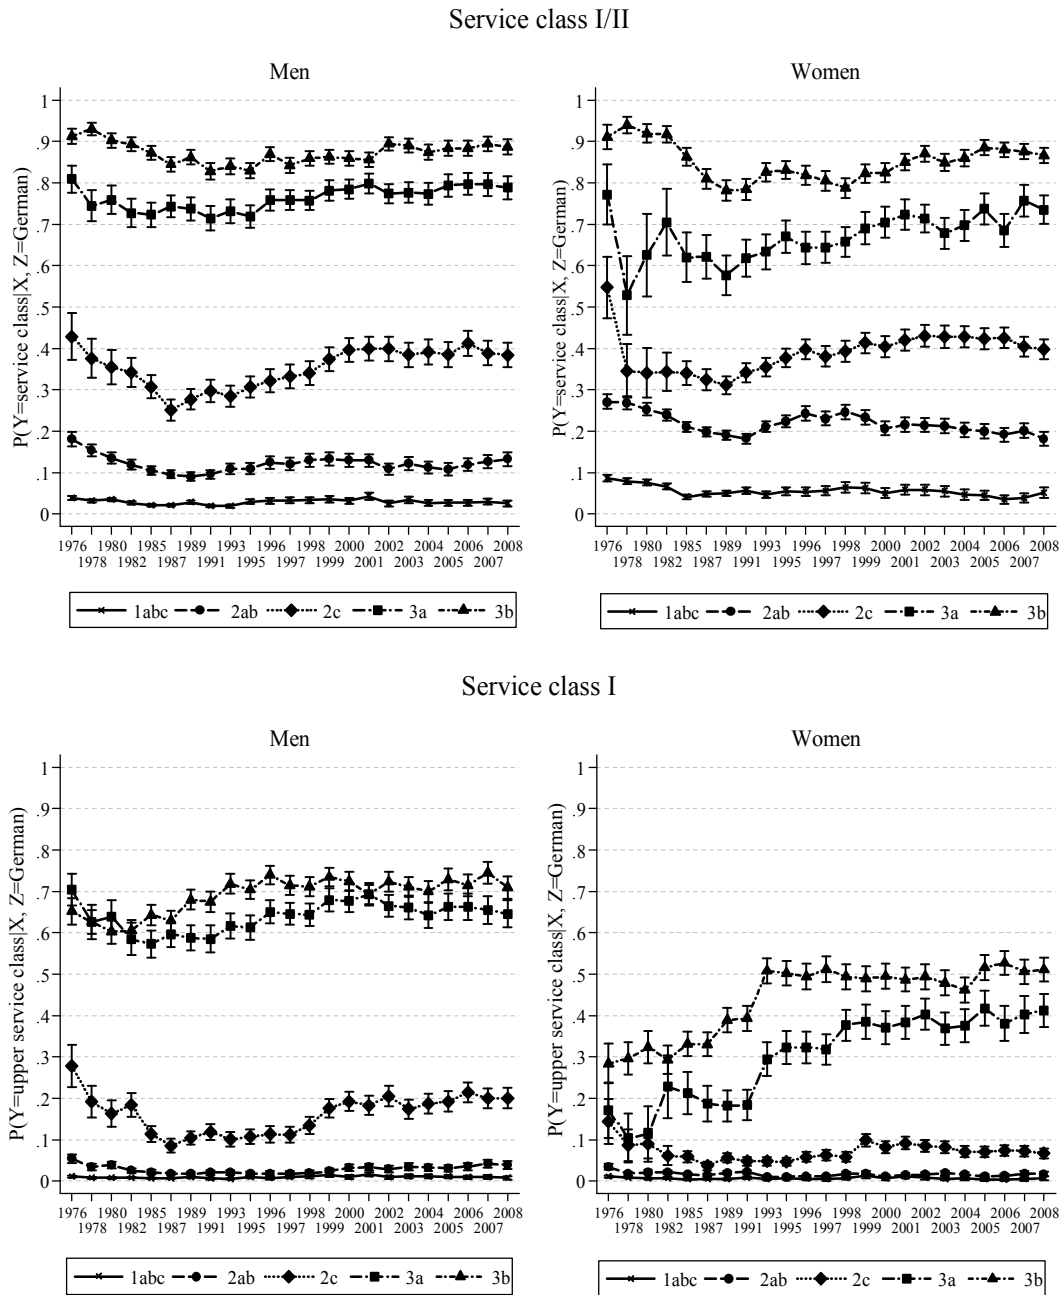 Service class I/II
Men
Women
P(Y=service class|X, Z=German)
1
.9
.8
.7
.6
.5
.4
.3
.2
.1
0
1976 1980 1985 1989 1993 1996 1998 2000 2002 2004 2006 2008
1978 1982 1987 1991 1995 1997 1999 2001 2003 2005 2007
1abc 2ab 2c 3a 3b
P(Y=service class|X, Z=German)
1
.9
.8
.7
.6
.5
.4
.3
.2
.1
0
1976 1980 1985 1989 1993 1996 1998 2000 2002 2004 2006 2008
1978 1982 1987 1991 1995 1997 1999 2001 2003 2005 2007
1abc 2ab 2c 3a 3b
Service class I
Men
Women
P(Y=upper service class|X, Z=German)
1
.9
.8
.7
.6
.5
.4
.3
.2
.1
0
1976 1980 1985 1989 1993 1996 1998 2000 2002 2004 2006 2008
1978 1982 1987 1991 1995 1997 1999 2001 2003 2005 2007
1abc 2ab 2c 3a 3b
P(Y=upper service class|X, Z=German)
1
.9
.8
.7
.6
.5
.4
.3
.2
.1
0
1976 1980 1985 1989 1993 1996 1998 2000 2002 2004 2006 2008
1978 1982 1987 1991 1995 1997 1999 2001 2003 2005 2007
1abc 2ab 2c 3a 3b